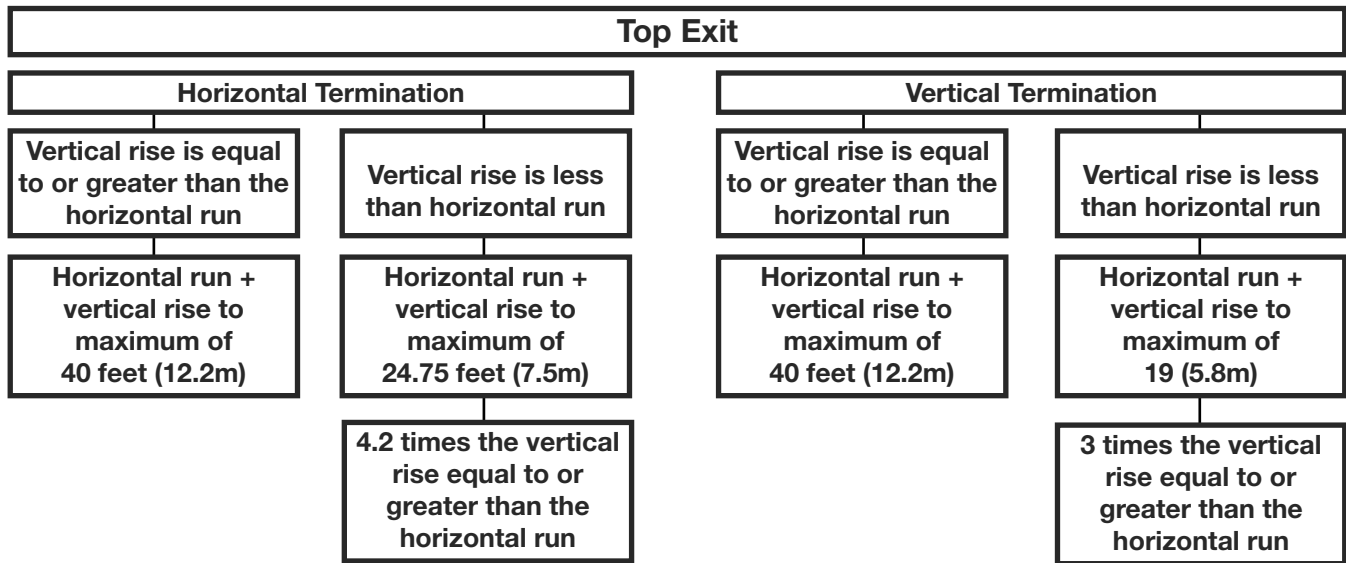 Top Exit
Horizontal Termination
Vertical rise is equal
to or greater than the
horizontal run
Horizontal run +
vertical rise to
maximum of
40 feet (12.2m)
Vertical rise is less
than horizontal run
Horizontal run +
vertical rise to
maximum of
24.75 feet (7.5m)
4.2 times the vertical
rise equal to or
greater than the
horizontal run
Vertical Termination
Vertical rise is equal
to or greater than the
horizontal run
Horizontal run +
vertical rise to
maximum of
40 feet (12.2m)
Vertical rise is less
than horizontal run
Horizontal run +
vertical rise to
maximum of
19 (5.8m)
3 times the vertical
rise equal to or
greater than the
horizontal run